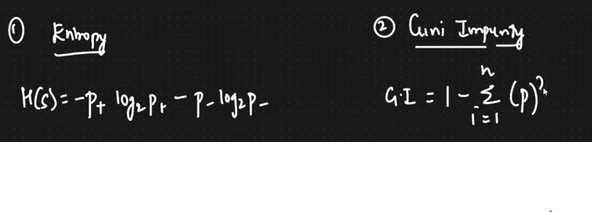 ① Entropy
② Gini Impurity
H(S) = -p₊ log₂ p₊ - p₋ log₂ p₋
G.I = 1 - Σ (p)²
n
i=1